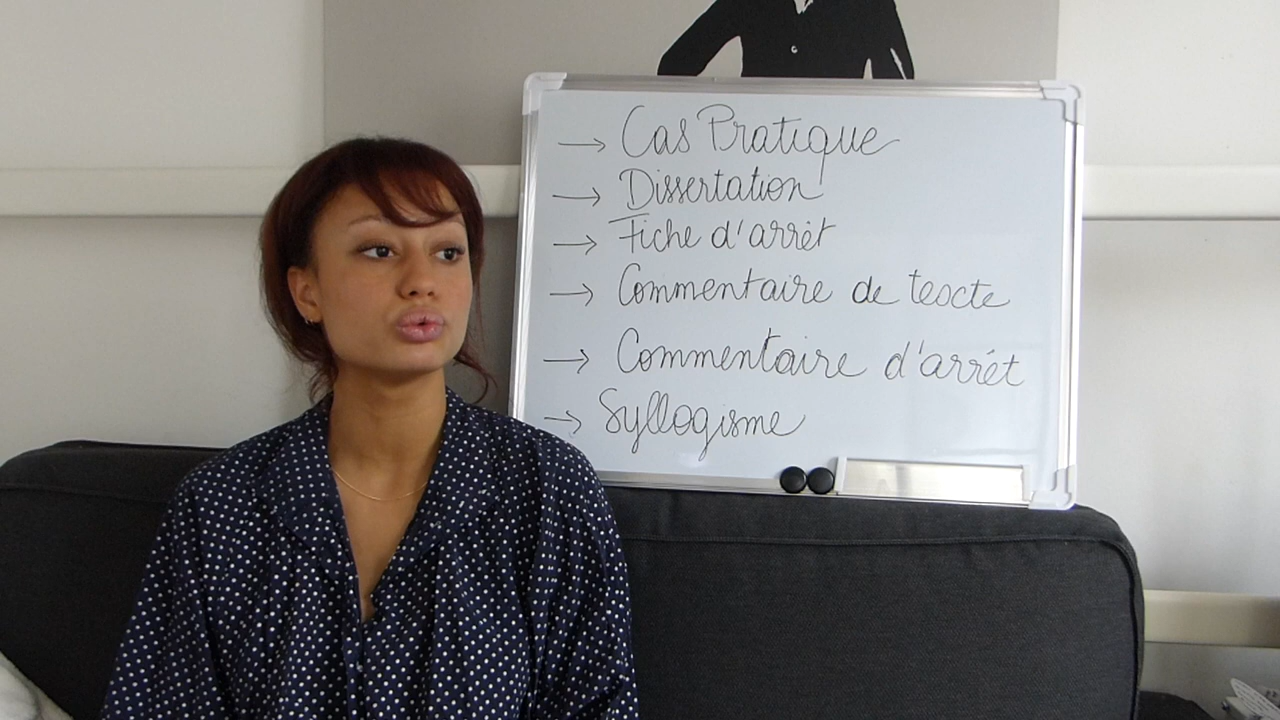 → Cas Pratique
→ Dissertation
→ Fiche d'arrêt
→ Commentaire de texte
→ Commentaire d'arrêt
→ Syllogisme